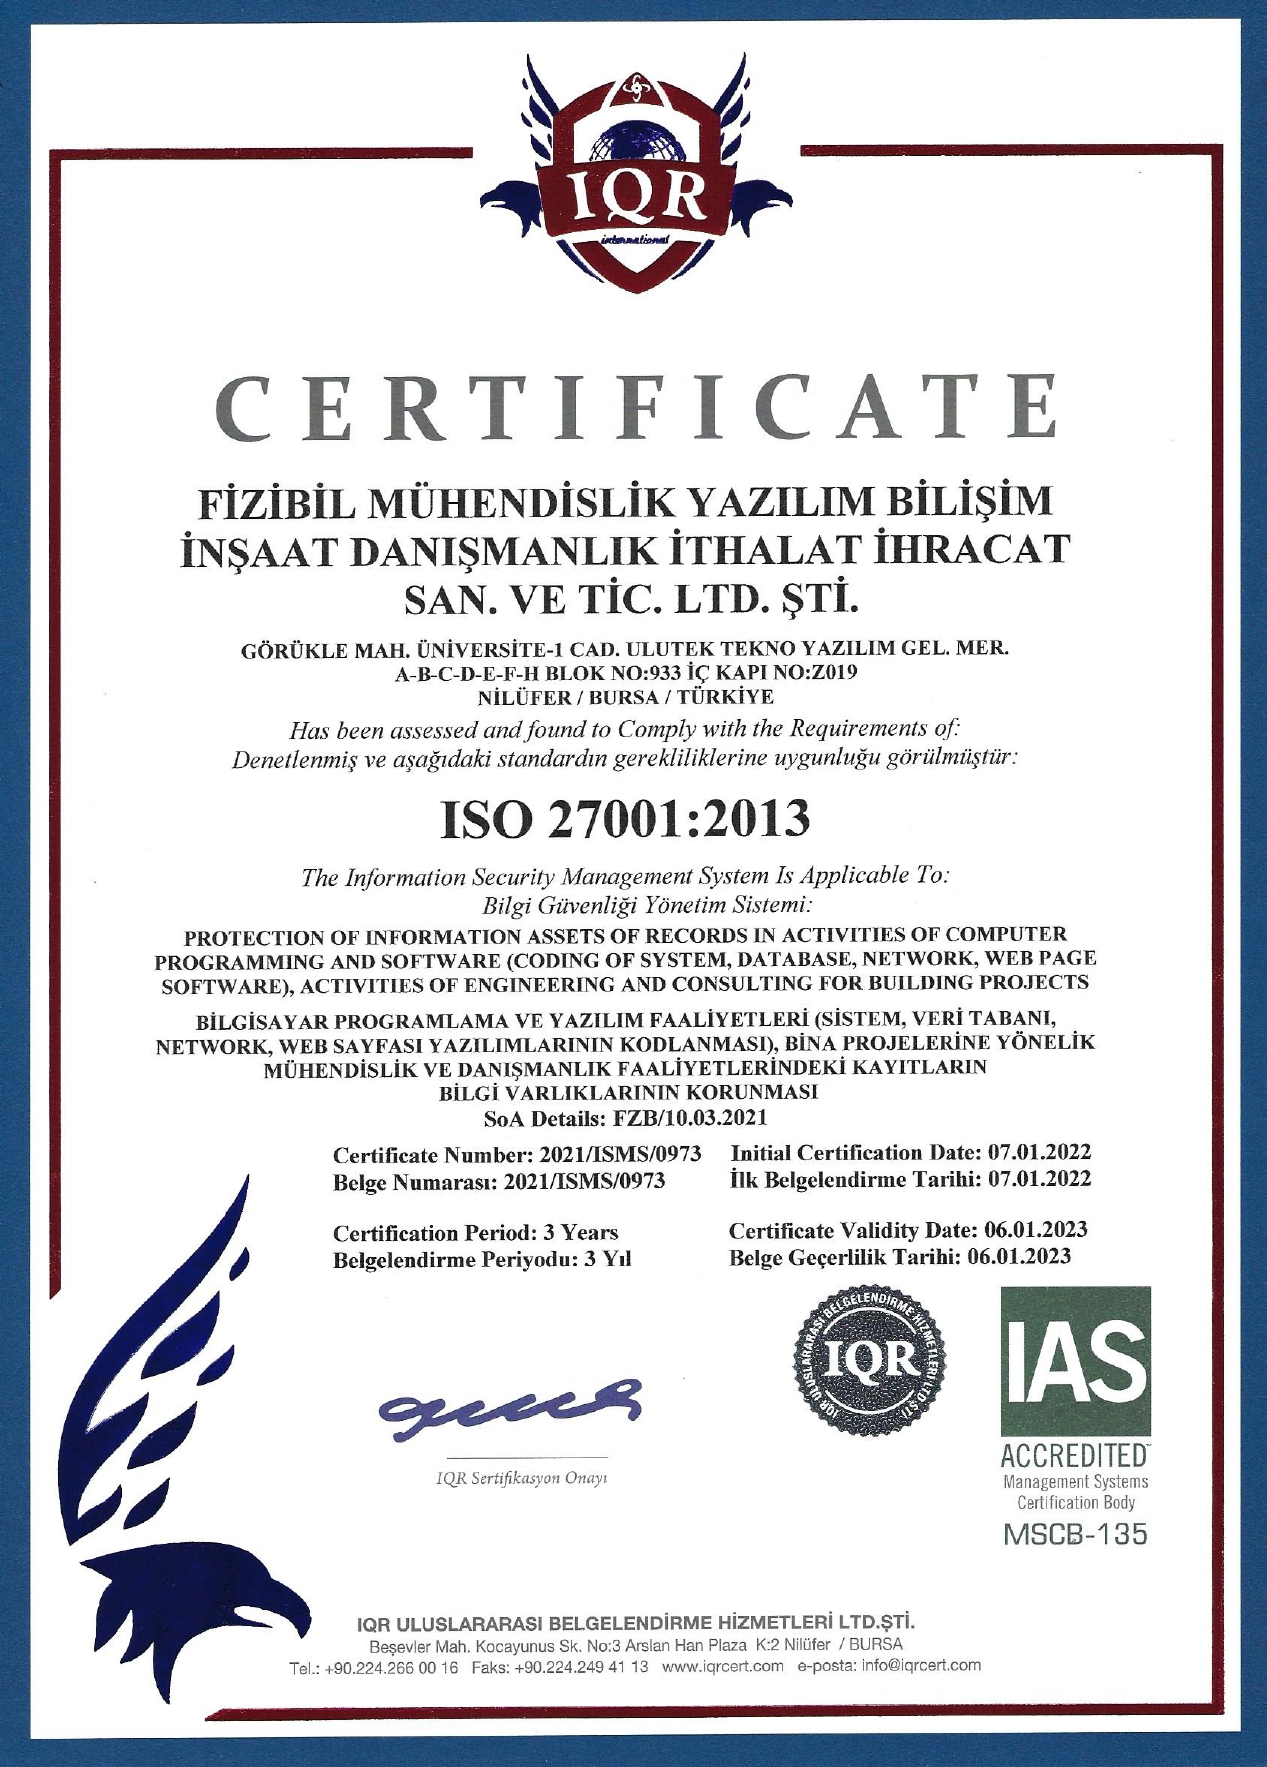 IQR
international
CERTIFICATE
FİZİBİL MÜHENDİSLİK YAZILIM BİLİŞİM
İNŞAAT DANIŞMANLIK İTHALAT İHRACAT
SAN. VE TİC. LTD. ŞTİ.
GÖRÜKLE MAH. ÜNİVERSİTE-1 CAD. ULUTEK TEKNO YAZILIM GEL. MER.
A-B-C-D-E-F-H BLOK NO:933 İÇ KAPI NO:Z019
NİLÜFER / BURSA / TÜRKİYE
Has been assessed and found to Comply with the Requirements of:
Denetlenmiş ve aşağıdaki standardın gerekliliklerine uygunluğu görülmüştür:
ISO 27001:2013
The Information Security Management System Is Applicable To:
Bilgi Güvenliği Yönetim Sistemi:
PROTECTION OF INFORMATION ASSETS OF RECORDS IN ACTIVITIES OF COMPUTER
PROGRAMMING AND SOFTWARE (CODING OF SYSTEM, DATABASE, NETWORK, WEB PAGE
SOFTWARE), ACTIVITIES OF ENGINEERING AND CONSULTING FOR BUILDING PROJECTS
BİLGİSAYAR PROGRAMLAMA VE YAZILIM FAALİYETLERİ (SİSTEM, VERİ TABANI,
NETWORK, WEB SAYFASI YAZILIMLARININ KODLANMASI), BİNA PROJELERİNE YÖNELİK
MÜHENDİSLİK VE DANIŞMANLIK FAALİYETLERİNDEKİ KAYITLARIN
BİLGİ VARLIKLARININ KORUNMASI
SoA Details: FZB/10.03.2021
Certificate Number: 2021/ISMS/0973 Initial Certification Date: 07.01.2022
Belge Numarası: 2021/ISMS/0973 İlk Belgelendirme Tarihi: 07.01.2022
Certification Period: 3 Years Certificate Validity Date: 06.01.2023
Belgelendirme Periyodu: 3 Yıl Belge Geçerlilik Tarihi: 06.01.2023
IQR ULUSLARARASI BELGELENDİRME HİZMETLERİ LTD.ŞTİ.
IQR
IAS
ACCREDITED™
Management Systems
Certification Body
MSCB-135
IQR Sertifikasyon Onayı
IQR ULUSLARARASI BELGELENDİRME HİZMETLERİ LTD.ŞTİ.
Beşevler Mah. Kocayunus Sk. No:3 Arslan Han Plaza K:2 Nilüfer / BURSA
Tel.: +90.224.266 00 16 Faks: +90.224.249 41 13 www.iqrcert.com e-posta: info@iqrcert.com